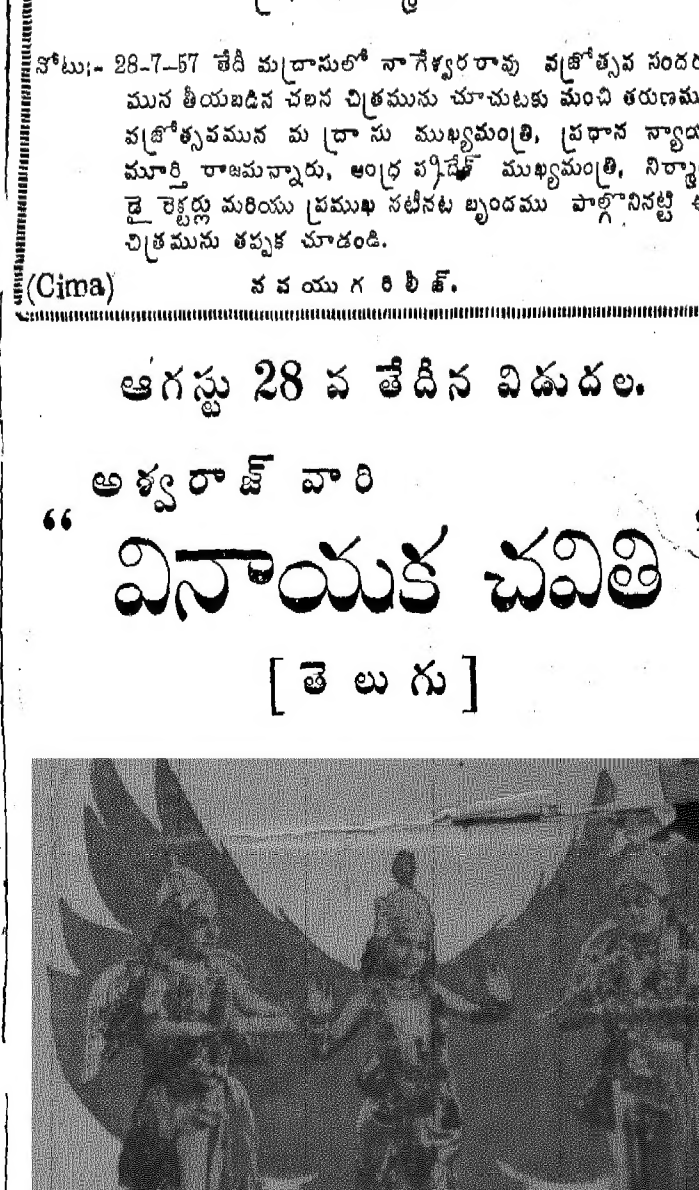 నోటు:- 28-7-57 తేదీ మద్రాసులో నాగేశ్వరరావు వజ్రోత్సవ
మున తీయబడిన చలన చిత్రమును చూచుటకు మంచి తరుణము
వజ్రోత్సవమున మద్రాసు ముఖ్యమంత్రి, ప్రధాన
మూర్తి రాజమన్నారు, ఆంధ్ర ముఖ్యమంత్రి,
డైరెక్టర్లు మరియు ప్రముఖ నటీనట బృందము పాల్గొనినట్టి
చిత్రమును తప్పక చూడండి.
(Cima) నవయుగ రిలీజ్.
ఆగస్టు 28 వ తేదీన విడుదల.
అశ్వరాజ్ వారి
“వినాయక చవితి
[తెలుగు]